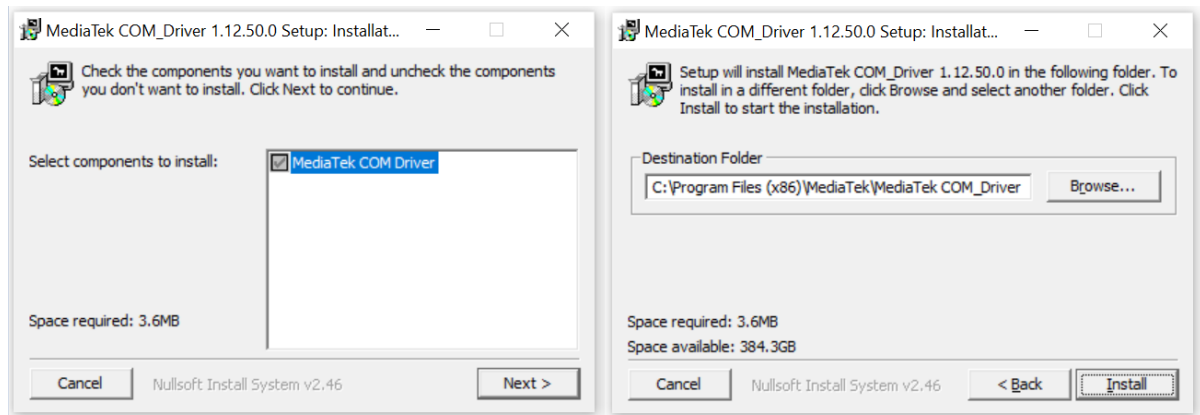 MediaTek COM_Driver 1.12.50.0 Setup: Installat...
Check the components you want to install and uncheck the components
you don't want to install. Click Next to continue.
Select components to install:
MediaTek COM Driver
Space required: 3.6MB
Cancel
Nullsoft Install System v2.46
Next >
MediaTek COM_Driver 1.12.50.0 Setup: Installat...
Setup will install MediaTek COM_Driver 1.12.50.0 in the following folder. To
install in a different folder, click Browse and select another folder. Click
Install to start the installation.
Destination Folder
C:\Program Files (x86)\MediaTek\MediaTek COM_Driver
Browse...
Space required: 3.6MB
Space available: 384.3GB
Cancel
Nullsoft Install System v2.46
< Back
Install